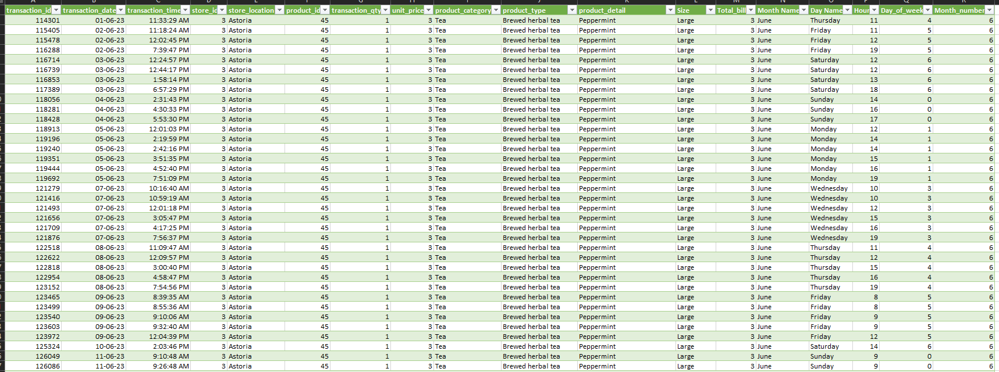 transaction_id transaction_date transaction_time store_id store_location product_id transaction_qty unit_price product_category product_type product_detail Size Total_bill Month Name Day Name Hour Day_of_week Month_number
114301 01-06-23 11:33:29 AM 3 Astoria 45 1 3 Tea Brewed herbal tea Peppermint Large 3 June Thursday 11 4 6
115405 02-06-23 11:18:24 AM 3 Astoria 45 1 3 Tea Brewed herbal tea Peppermint Large 3 June Friday 11 5 6
115478 02-06-23 12:02:45 PM 3 Astoria 45 1 3 Tea Brewed herbal tea Peppermint Large 3 June Friday 12 5 6
116288 02-06-23 7:39:47 PM 3 Astoria 45 1 3 Tea Brewed herbal tea Peppermint Large 3 June Friday 19 5 6
116714 03-06-23 12:24:57 PM 3 Astoria 45 1 3 Tea Brewed herbal tea Peppermint Large 3 June Saturday 12 6 6
116739 03-06-23 12:44:17 PM 3 Astoria 45 1 3 Tea Brewed herbal tea Peppermint Large 3 June Saturday 12 6 6
116853 03-06-23 1:58:14 PM 3 Astoria 45 1 3 Tea Brewed herbal tea Peppermint Large 3 June Saturday 13 6 6
117389 03-06-23 6:57:29 PM 3 Astoria 45 1 3 Tea Brewed herbal tea Peppermint Large 3 June Saturday 18 6 6
118056 04-06-23 2:31:43 PM 3 Astoria 45 1 3 Tea Brewed herbal tea Peppermint Large 3 June Sunday 14 0 6
118281 04-06-23 4:30:33 PM 3 Astoria 45 1 3 Tea Brewed herbal tea Peppermint Large 3 June Sunday 16 0 6
118428 04-06-23 5:53:30 PM 3 Astoria 45 1 3 Tea Brewed herbal tea Peppermint Large 3 June Sunday 17 0 6
118913 05-06-23 12:01:03 PM 3 Astoria 45 1 3 Tea Brewed herbal tea Peppermint Large 3 June Monday 12 1 6
119196 05-06-23 2:19:59 PM 3 Astoria 45 1 3 Tea Brewed herbal tea Peppermint Large 3 June Monday 14 1 6
119240 05-06-23 2:42:16 PM 3 Astoria 45 1 3 Tea Brewed herbal tea Peppermint Large 3 June Monday 14 1 6
119351 05-06-23 3:51:35 PM 3 Astoria 45 1 3 Tea Brewed herbal tea Peppermint Large 3 June Monday 15 1 6
119444 05-06-23 4:52:40 PM 3 Astoria 45 1 3 Tea Brewed herbal tea Peppermint Large 3 June Monday 16 1 6
119692 05-06-23 7:51:09 PM 3 Astoria 45 1 3 Tea Brewed herbal tea Peppermint Large 3 June Monday 19 1 6
121279 07-06-23 10:16:40 AM 3 Astoria 45 1 3 Tea Brewed herbal tea Peppermint Large 3 June Wednesday 10 3 6
121416 07-06-23 10:59:19 AM 3 Astoria 45 1 3 Tea Brewed herbal tea Peppermint Large 3 June Wednesday 10 3 6
121493 07-06-23 12:01:18 PM 3 Astoria 45 1 3 Tea Brewed herbal tea Peppermint Large 3 June Wednesday 12 3 6
121656 07-06-23 3:05:47 PM 3 Astoria 45 1 3 Tea Brewed herbal tea Peppermint Large 3 June Wednesday 15 3 6
121709 07-06-23 4:17:25 PM 3 Astoria 45 1 3 Tea Brewed herbal tea Peppermint Large 3 June Wednesday 16 3 6
121876 07-06-23 7:56:37 PM 3 Astoria 45 1 3 Tea Brewed herbal tea Peppermint Large 3 June Wednesday 19 3 6
122518 08-06-23 11:09:47 AM 3 Astoria 45 1 3 Tea Brewed herbal tea Peppermint Large 3 June Thursday 11 4 6
122622 08-06-23 12:09:57 PM 3 Astoria 45 1 3 Tea Brewed herbal tea Peppermint Large 3 June Thursday 12 4 6
122818 08-06-23 3:00:40 PM 3 Astoria 45 1 3 Tea Brewed herbal tea Peppermint Large 3 June Thursday 15 4 6
122954 08-06-23 4:58:47 PM 3 Astoria 45 1 3 Tea Brewed herbal tea Peppermint Large 3 June Thursday 16 4 6
123152 08-06-23 7:54:56 PM 3 Astoria 45 1 3 Tea Brewed herbal tea Peppermint Large 3 June Thursday 19 4 6
123465 09-06-23 8:39:35 AM 3 Astoria 45 1 3 Tea Brewed herbal tea Peppermint Large 3 June Friday 8 5 6
123499 09-06-23 8:55:36 AM 3 Astoria 45 1 3 Tea Brewed herbal tea Peppermint Large 3 June Friday 8 5 6
123540 09-06-23 9:10:06 AM 3 Astoria 45 1 3 Tea Brewed herbal tea Peppermint Large 3 June Friday 9 5 6
123603 09-06-23 9:32:40 AM 3 Astoria 45 1 3 Tea Brewed herbal tea Peppermint Large 3 June Friday 9 5 6
123972 09-06-23 12:04:39 PM 3 Astoria 45 1 3 Tea Brewed herbal tea Peppermint Large 3 June Friday 12 5 6
125324 10-06-23 2:03:46 PM 3 Astoria 45 1 3 Tea Brewed herbal tea Peppermint Large 3 June Saturday 14 6 6
126049 11-06-23 9:10:48 AM 3 Astoria 45 1 3 Tea Brewed herbal tea Peppermint Large 3 June Sunday 9 0 6
126086 11-06-23 9:26:48 AM 3 Astoria 45 1 3 Tea Brewed herbal tea Peppermint Large 3 June Sunday 9 0 6